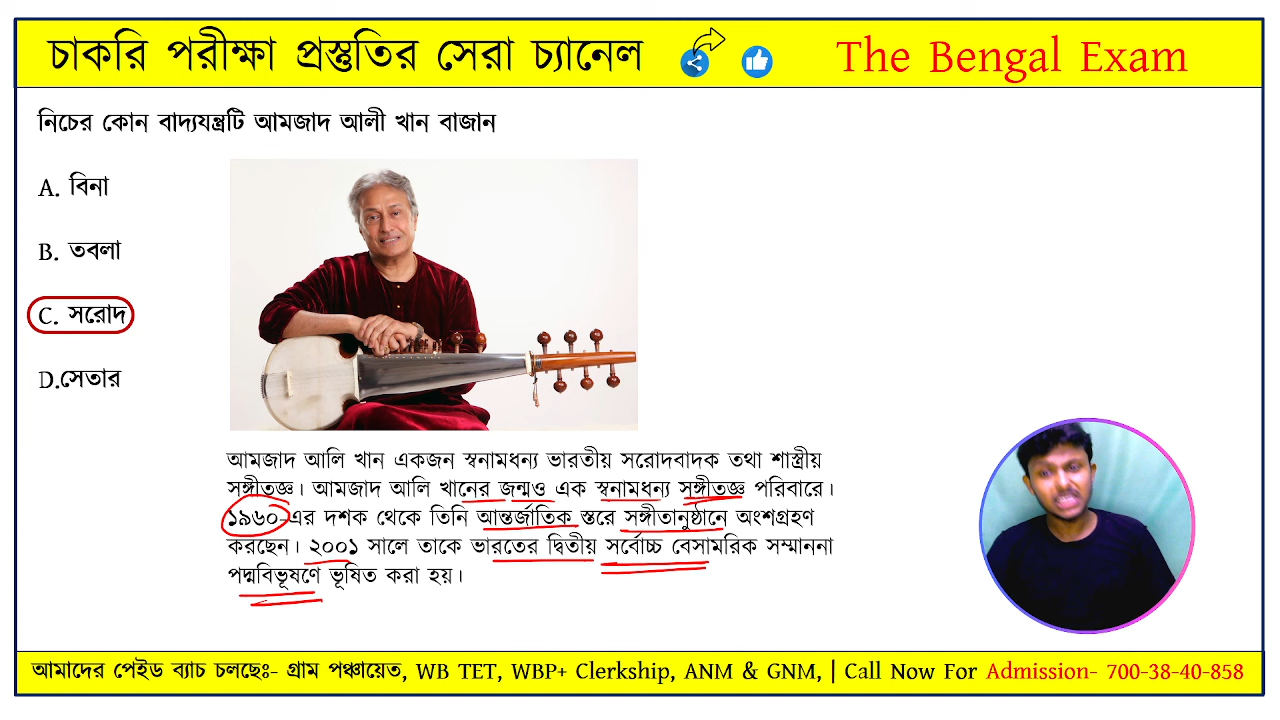 চাকরি পরীক্ষা প্রস্তুতির সেরা চ্যানেল The Bengal Exam
নিচের কোন বাদ্যযন্ত্রটি আমজাদ আলী খান বাজান
A. বিনা
B. তবলা
C. সরোদ
D.সেতার
আমজাদ আলি খান একজন স্বনামধন্য ভারতীয় সরোদবাদক তথা শাস্ত্রীয়
সঙ্গীতজ্ঞ। আমজাদ আলি খানের জন্মও এক স্বনামধন্য সঙ্গীতজ্ঞ পরিবারে।
১৯৬০-এর দশক থেকে তিনি আন্তর্জাতিক স্তরে সঙ্গীতানুষ্ঠানে অংশগ্রহণ
করছেন। ২০০১ সালে তাকে ভারতের দ্বিতীয় সর্বোচ্চ বেসামরিক সম্মাননা
পদ্মবিভূষণে ভূষিত করা হয়।
আমাদের পেইড ব্যাচ চলছেঃ- গ্রাম পঞ্চায়েত, WB TET, WBP+ Clerkship, ANM & GNM, | Call Now For Admission- 700-38-40-858